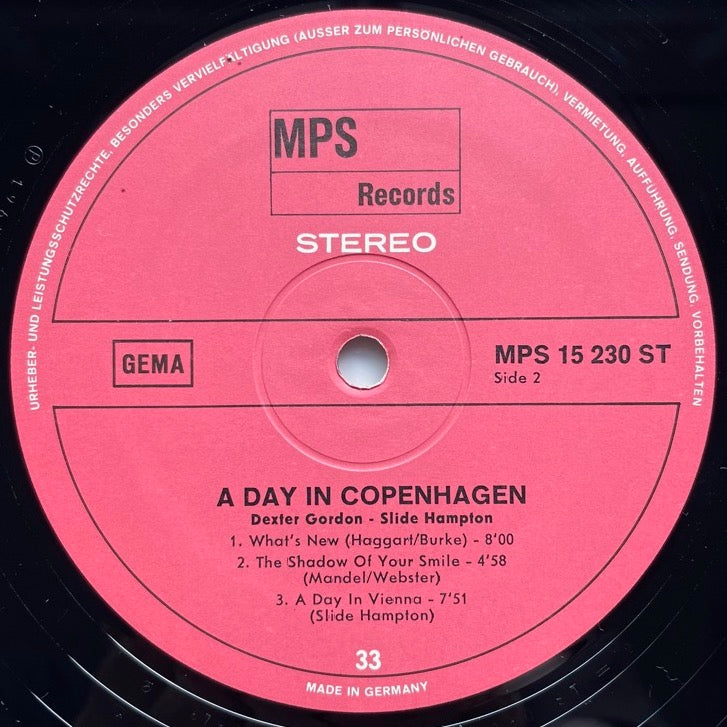 URHEBER- UND LEISTUNGSSCHUTZRECHTE, BESONDERS VERVIELFÄLTIGUNG (AUSSER ZUM PERSÖNLICHEN GEBRAUCH), VERMIETUNG, AUFFÜHRUNG, SENDUNG, VORBEHALTEN
MPS
Records
STEREO
GEMA
MPS 15 230 ST
Side 2
A DAY IN COPENHAGEN
Dexter Gordon - Slide Hampton
1. What's New (Haggart/Burke) - 8'00
2. The Shadow Of Your Smile - 4'58
(Mandel/Webster)
3. A Day In Vienna - 7'51
(Slide Hampton)
33
MADE IN GERMANY